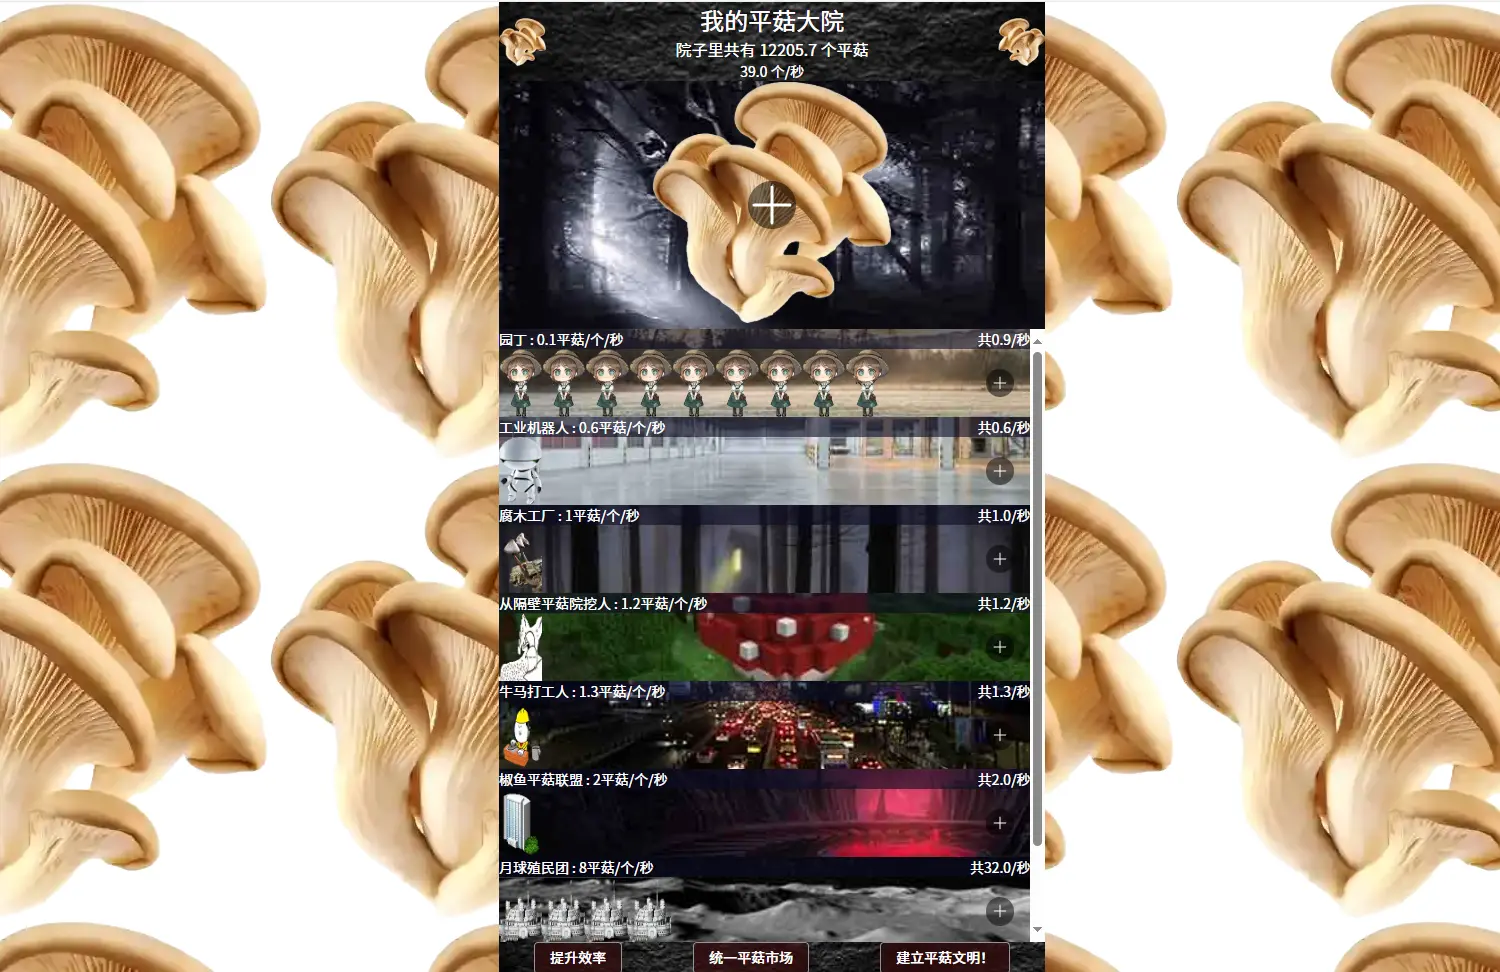 我的平菇大院
院子里共有 12205.7 个平菇
39.0 个/秒
园丁 : 0.1平菇/个/秒 共0.9/秒
工业机器人 : 0.6平菇/个/秒 共0.6/秒
腐木工厂 : 1平菇/个/秒 共1.0/秒
从隔壁平菇院挖人 : 1.2平菇/个/秒 共1.2/秒
牛马打工人 : 1.3平菇/个/秒 共1.3/秒
椒鱼平菇联盟 : 2平菇/个/秒 共2.0/秒
月球殖民团 : 8平菇/个/秒 共32.0/秒
提升效率 统一平菇市场 建立平菇文明!